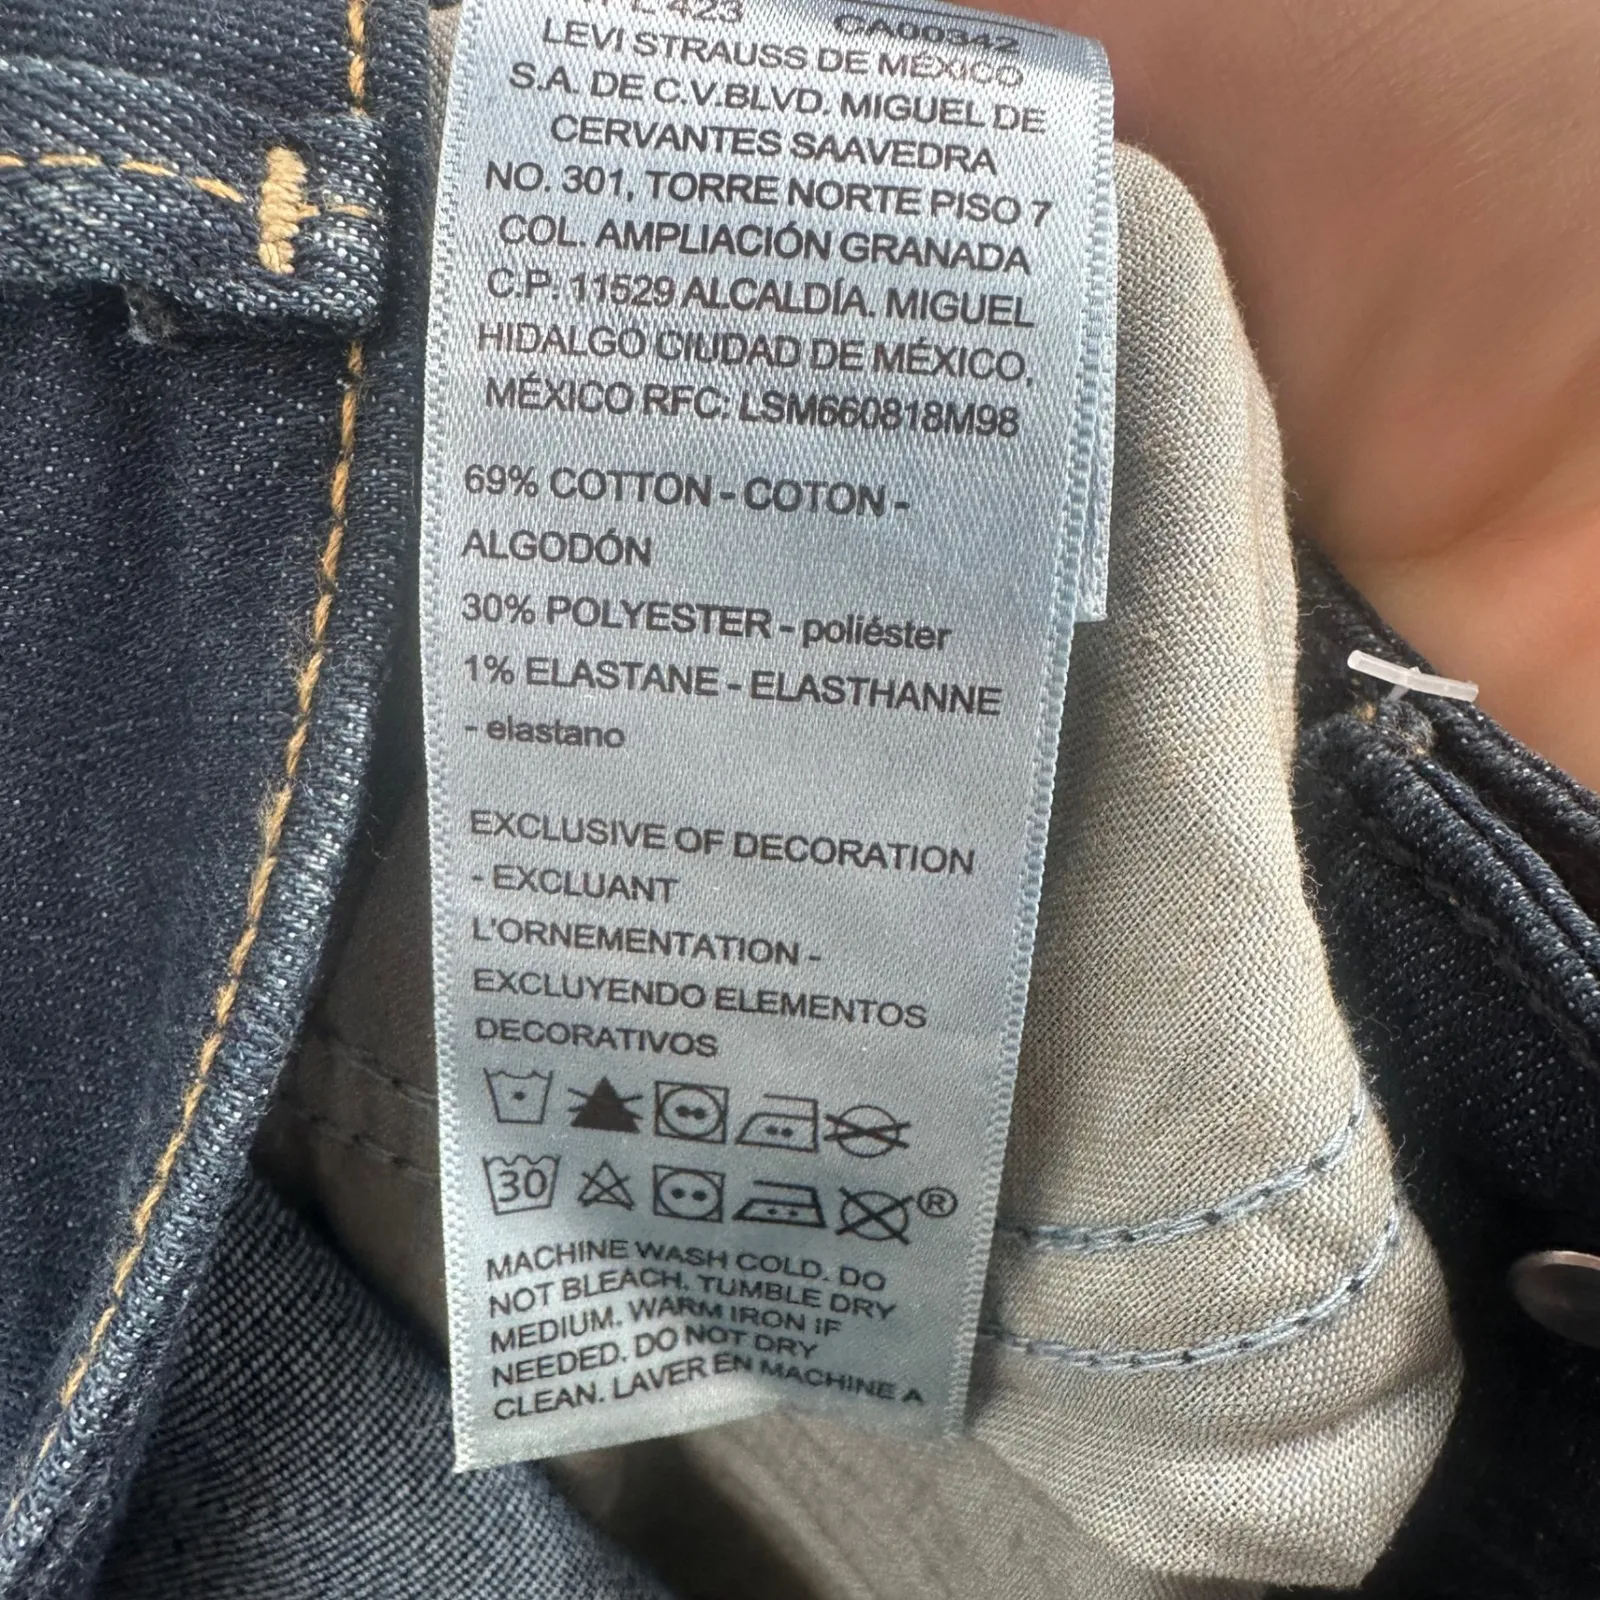 423
CA00342
LEVI STRAUSS DE MÉXICO
S.A. DE C.V.BLVD. MIGUEL DE
CERVANTES SAAVEDRA
NO. 301, TORRE NORTE PISO 7
COL. AMPLIACIÓN GRANADA
C.P. 11529 ALCALDÍA. MIGUEL
HIDALGO CIUDAD DE MÉXICO,
MÉXICO RFC: LSM660818M98
69% COTTON - COTON -
ALGODÓN
30% POLYESTER - poliéster
1% ELASTANE - ELASTHANNE
- elastano
EXCLUSIVE OF DECORATION
- EXCLUANT
L'ORNEMENTATION -
EXCLUYENDO ELEMENTOS
DECORATIVOS
30 ®
MACHINE WASH COLD. DO
NOT BLEACH. TUMBLE DRY
MEDIUM. WARM IRON IF
NEEDED. DO NOT DRY
CLEAN. LAVER EN MACHINE A